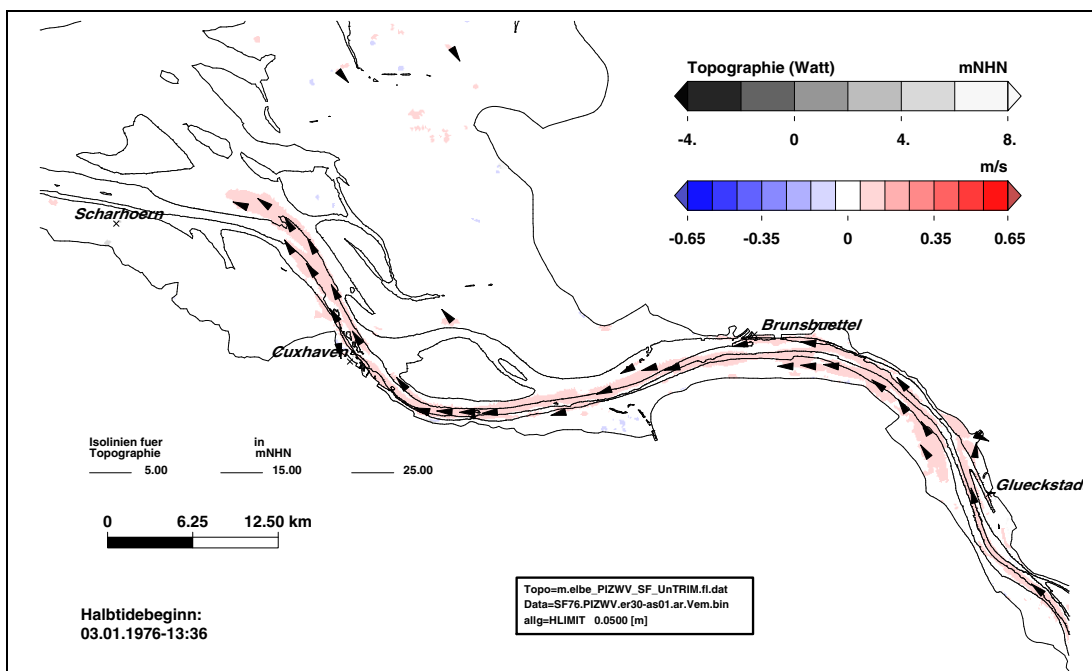 Topographie (Watt) mNHN
-4. 0 4. 8.
m/s
-0.65 -0.35 0 0.35 0.65
Scharhoern
Brunsbuettel
Cuxhaven
Isolinien fuer in
Topographie mNHN
5.00 15.00 25.00
Glueckstad
0 6.25 12.50 km
Topo=m.elbe_PIZWV_SF_UnTRIM.fl.dat
Data=SF76.PIZWV.er30-as01.ar.Vem.bin
allg=HLIMIT 0.0500 [m]
Halbtidebeginn:
03.01.1976-13:36